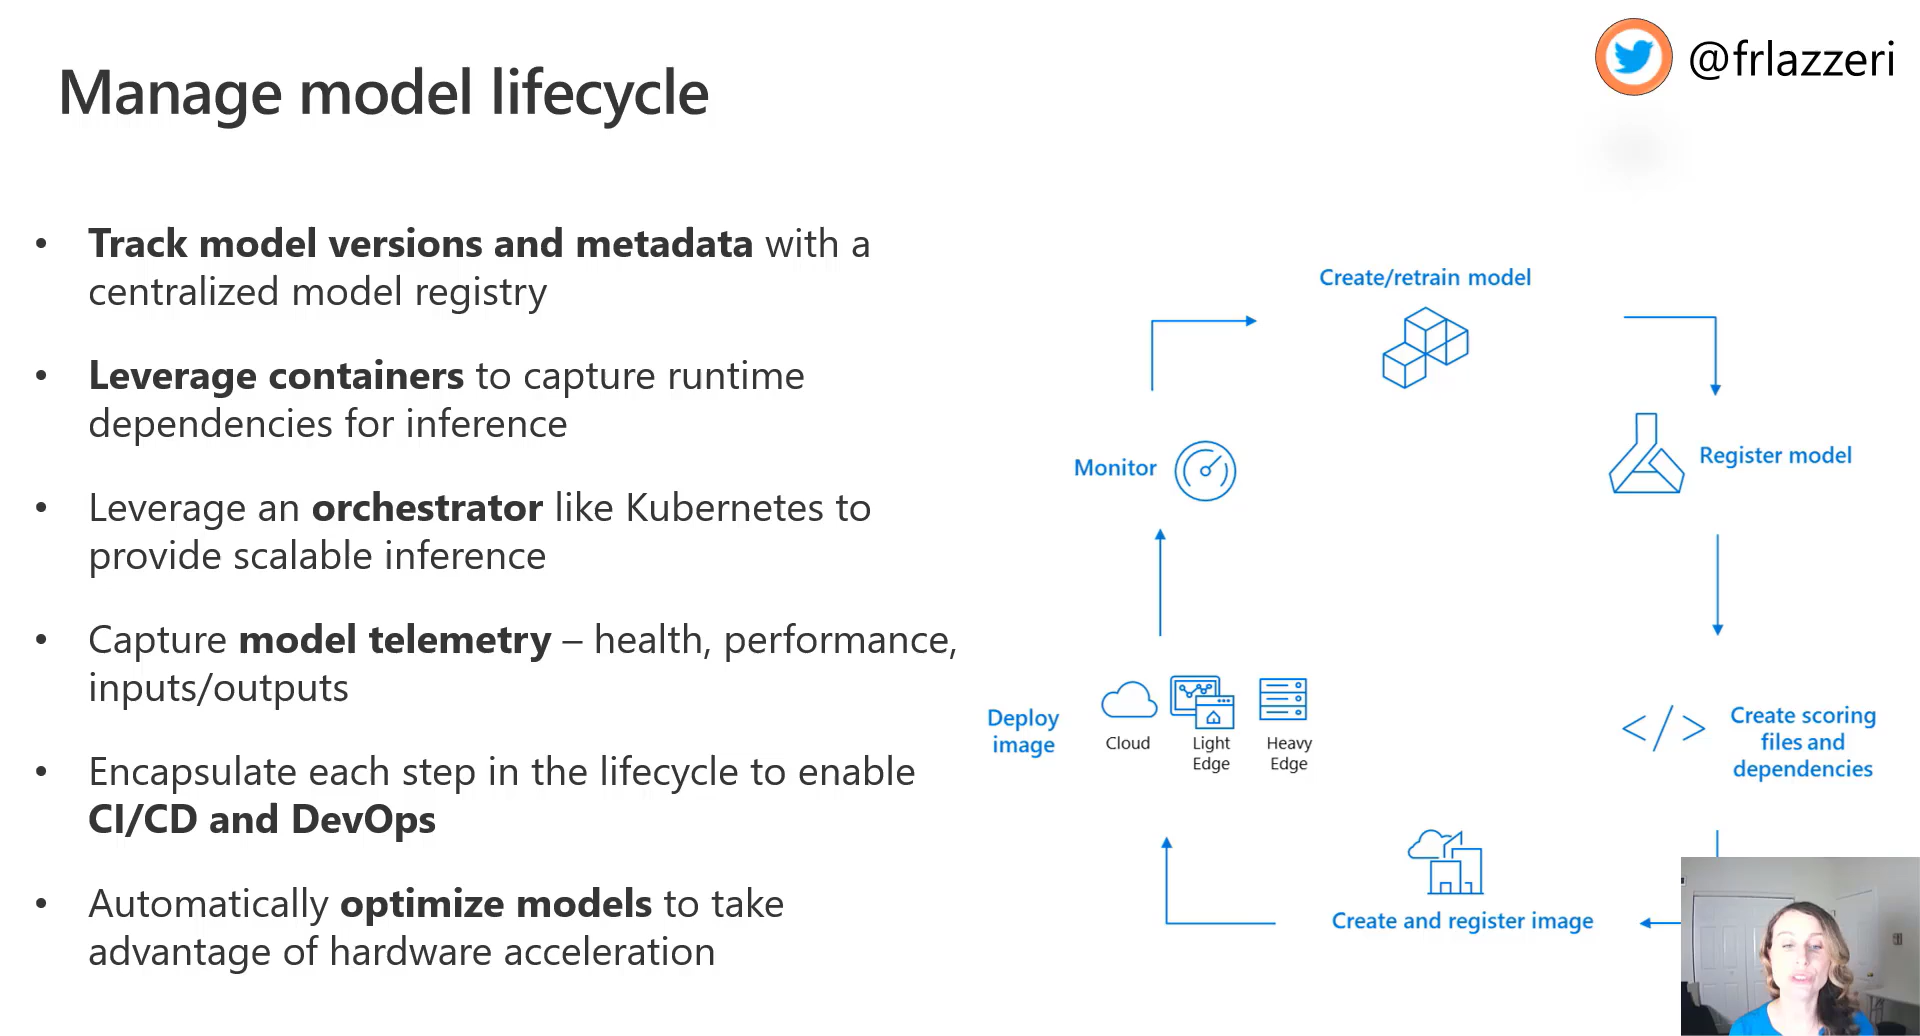 Manage model lifecycle
@frlazzeri
• Track model versions and metadata with a
centralized model registry
• Leverage containers to capture runtime
dependencies for inference
• Leverage an orchestrator like Kubernetes to
provide scalable inference
• Capture model telemetry – health, performance,
inputs/outputs
• Encapsulate each step in the lifecycle to enable
CI/CD and DevOps
• Automatically optimize models to take
advantage of hardware acceleration
Create/retrain model
Register model
</>
Create scoring
files and
dependencies
Create and register image
Deploy
image
Cloud
Light
Edge
Heavy
Edge
Monitor